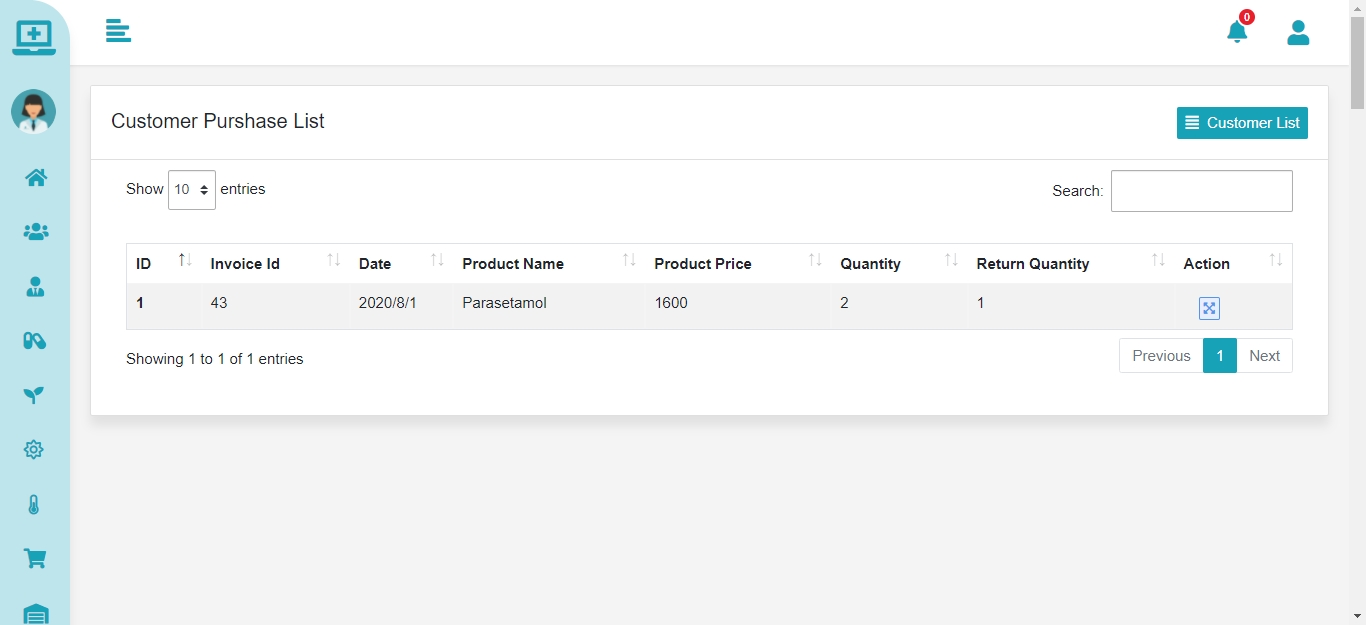 0
Customer Purshase List
Customer List
Show 10 entries
Search:
ID Invoice Id Date Product Name Product Price Quantity Return Quantity Action
1 43 2020/8/1 Parasetamol 1600 2 1
Showing 1 to 1 of 1 entries
Previous 1 Next